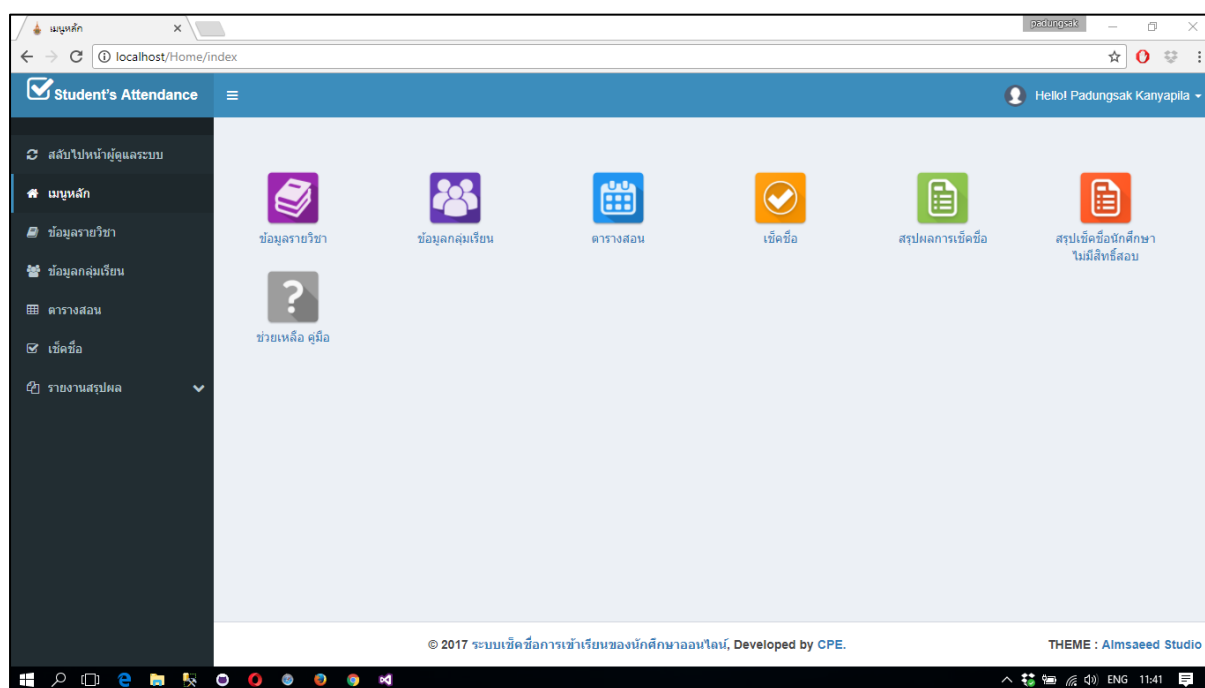 เมนูหลัก
padungsak
localhost/Home/index
Student's Attendance
Hello! Padungsak Kanyapila
สลับไปหน้าผู้ดูแลระบบ
เมนูหลัก
ข้อมูลรายวิชา
ข้อมูลกลุ่มเรียน
ตารางสอน
เช็คชื่อ
รายงานสรุปผล
ข้อมูลรายวิชา
ข้อมูลกลุ่มเรียน
ตารางสอน
เช็คชื่อ
สรุปผลการเช็คชื่อ
สรุปเช็คชื่อนักศึกษา
ไม่มีสิทธิ์สอบ
?
ช่วยเหลือ คู่มือ
© 2017 ระบบเช็คชื่อการเข้าเรียนของนักศึกษาออนไลน์, Developed by CPE.
THEME : Almsaeed Studio
ENG 11:41